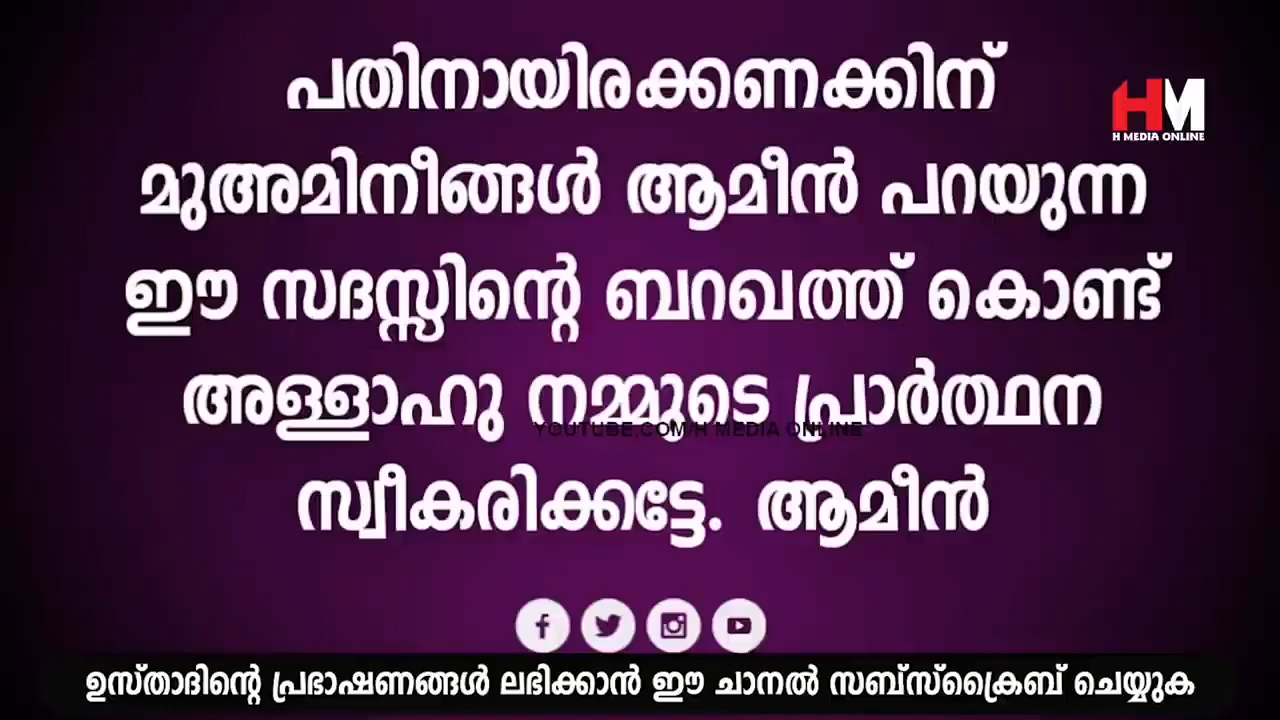 പതിനായിരക്കണക്കിന്
HM
H MEDIA ONLINE
മുഅമിനീങ്ങൾ ആമീൻ പറയുന്ന
ഈ സദസ്സിന്റെ ബറഖത്ത് കൊണ്ട്
അള്ളാഹു നമ്മുടെ പ്രാർത്ഥന
YOUTUBE.COM/H MEDIA ONLINE
സ്വീകരിക്കട്ടേ. ആമീൻ
ഉസ്താദിന്റെ പ്രഭാഷണങ്ങൾ ലഭിക്കാൻ ഈ ചാനൽ സബ്സ്ക്രൈബ് ചെയ്യുക